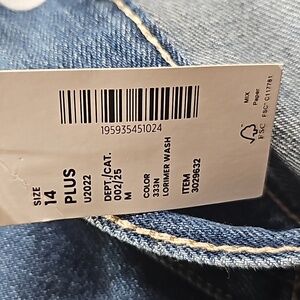 195935451024
SIZE
14
PLUS
U2022
DEPT/CAT.
002/25
M
COLOR
333N
LORIMER WASH
ITEM
3029632
MIX
Paper
FSC
FSC® C117781